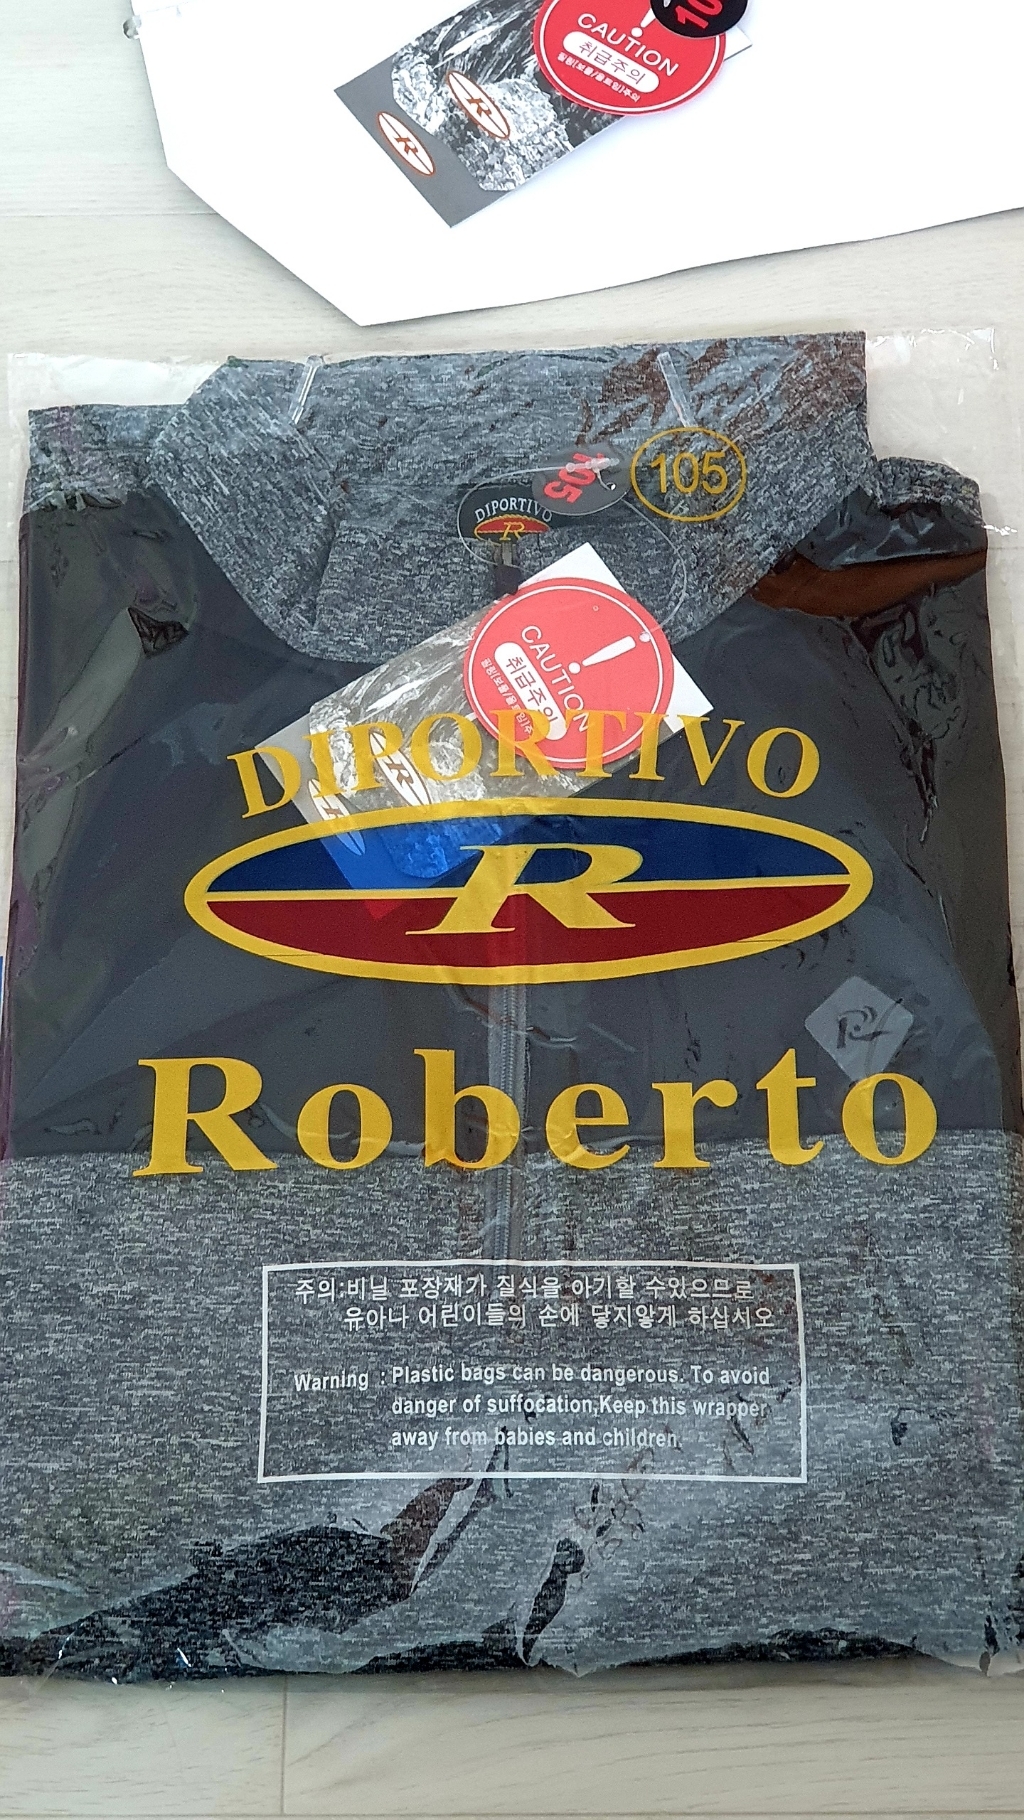 10
CAUTION
취급주의
R
R
105
105
DIPORTIVO
R
CAUTION
취급주의
R
DIPORTIVO
R
Roberto
주의:비닐 포장재가 질식을 야기할 수있으므로
유아나 어린이들의 손에 닿지않게 하십시오
Warning : Plastic bags can be dangerous. To avoid
danger of suffocation,Keep this wrapper
away from babies and children.